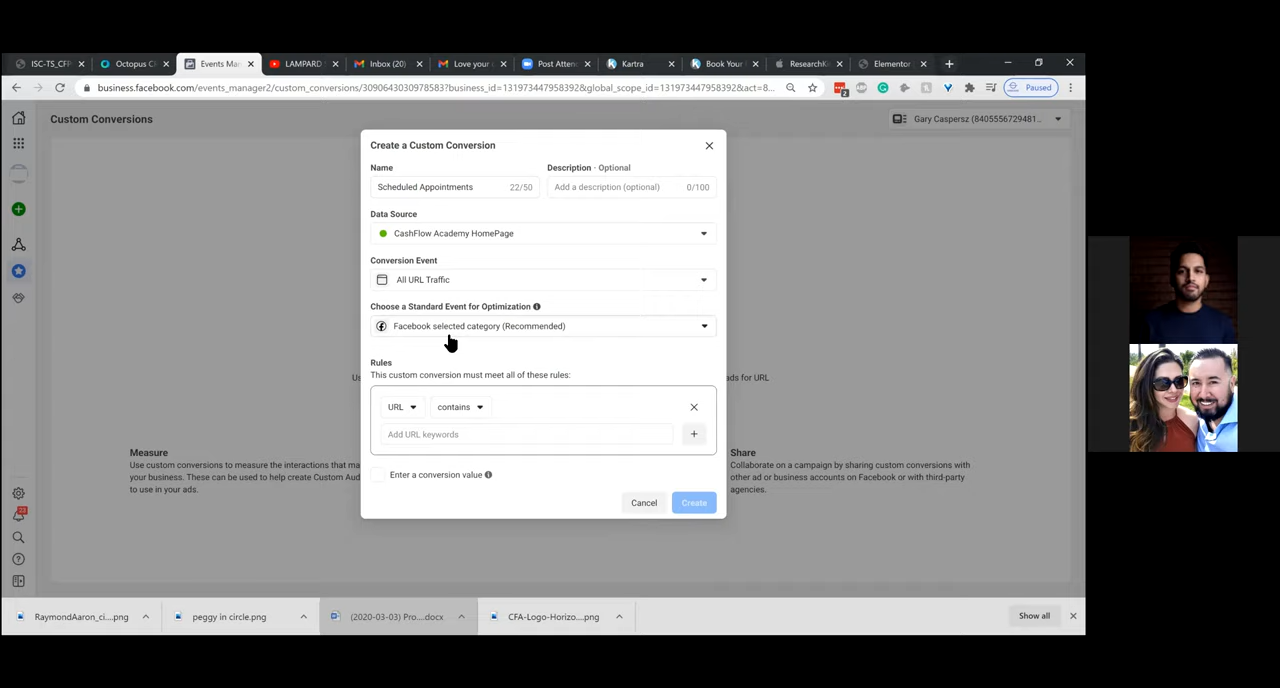 ISC-TS_CFP
Octopus C
Events Ma
LAMPARD
Inbox (20)
Love your
Post Atten
Kartra
Book Your
Research
Elementor
business.facebook.com/events_manager2/custom_conversions/309064303097858?business_id=131973447958392&global_scope_id=131973447958392&act=8...
2
Paused
Custom Conversions
Gary Caspersz (8405556729481...
Create a Custom Conversion
Name
Description · Optional
Scheduled Appointments 22/50
Add a description (optional) 0/100
Data Source
CashFlow Academy HomePage
Conversion Event
All URL Traffic
Choose a Standard Event for Optimization
Facebook selected category (Recommended)
Rules
This custom conversion must meet all of these rules:
URL contains
Add URL keywords
Enter a conversion value
Cancel Create
Us
ads for URL
Measure
Use custom conversions to measure the interactions that ma
your business. These can be used to help create Custom Aud
to use in your ads.
Share
Collaborate on a campaign by sharing custom conversions with
other ad or business accounts on Facebook or with third-party
agencies.
23
RaymondAaron_ci....png
peggy in circle.png
(2020-03-03) Pro....docx
CFA-Logo-Horizo....png
Show all